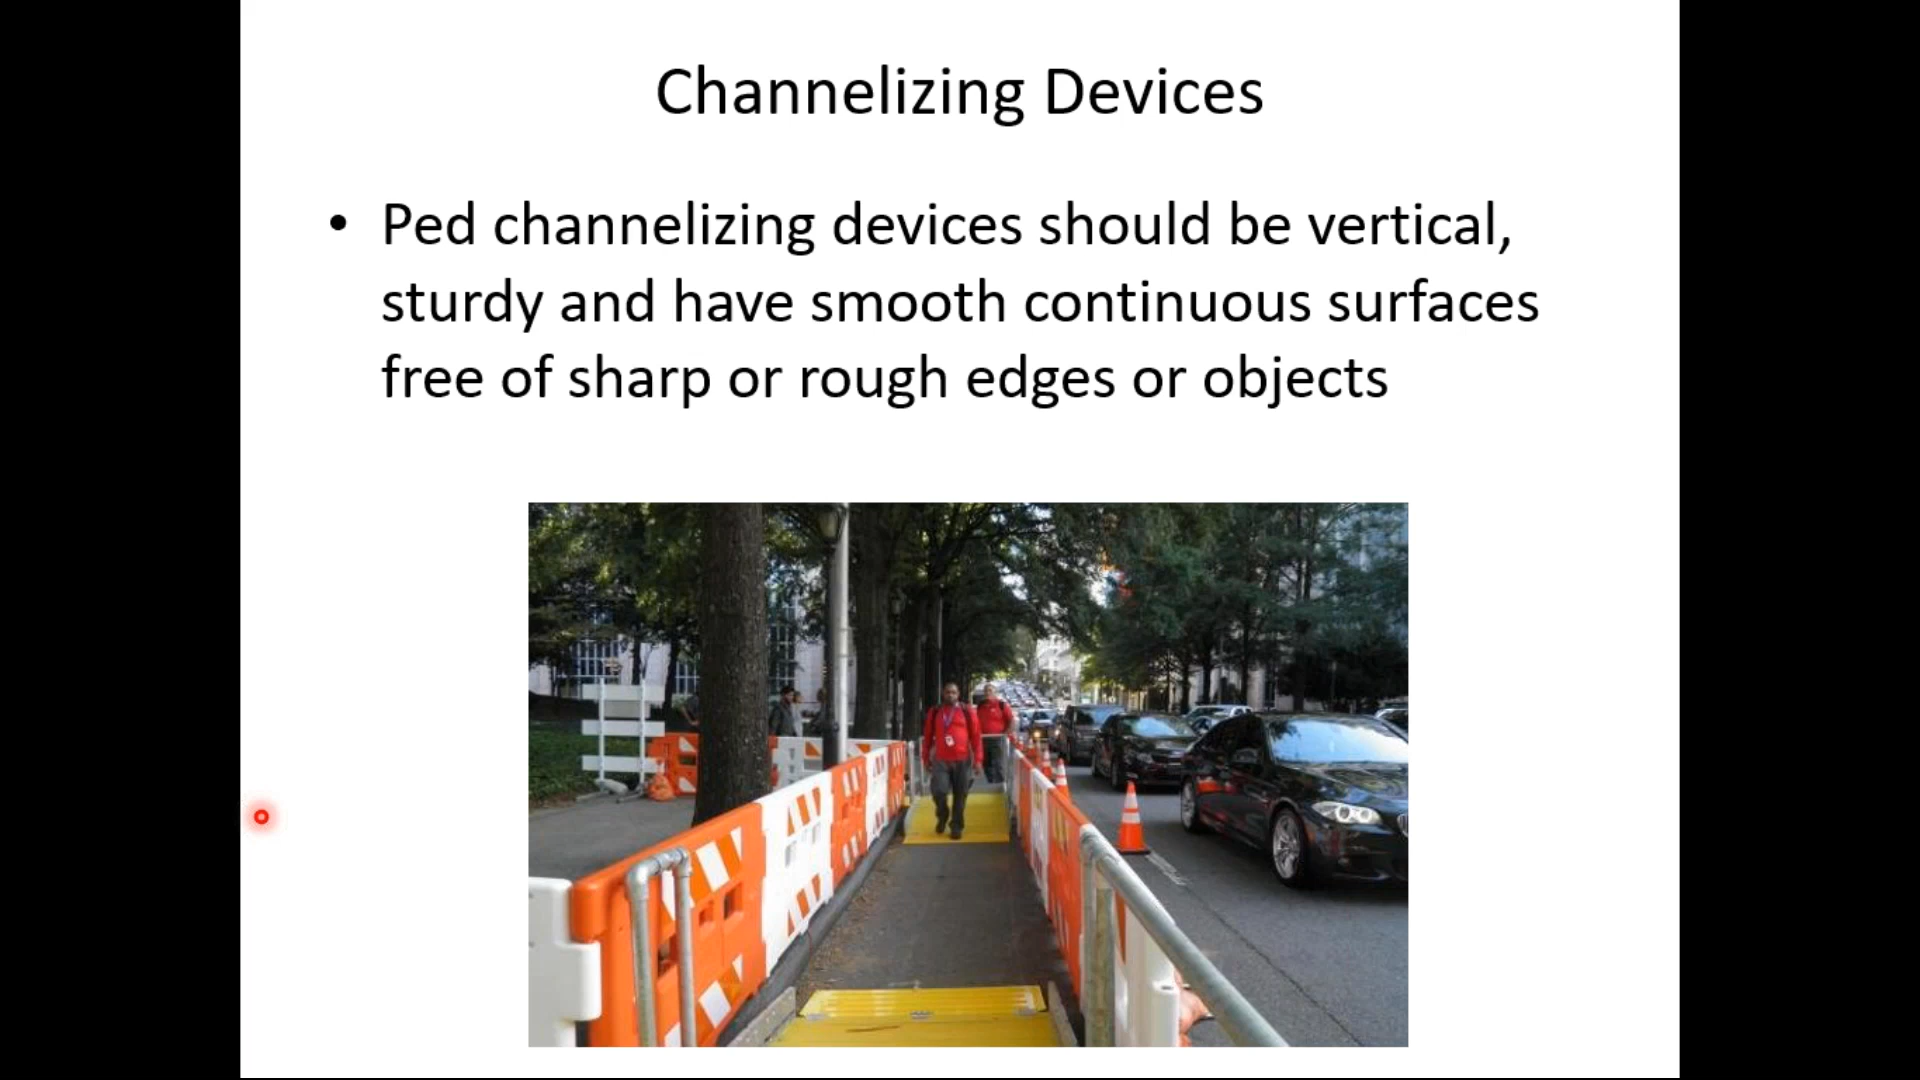 Channelizing Devices
• Ped channelizing devices should be vertical,
sturdy and have smooth continuous surfaces
free of sharp or rough edges or objects